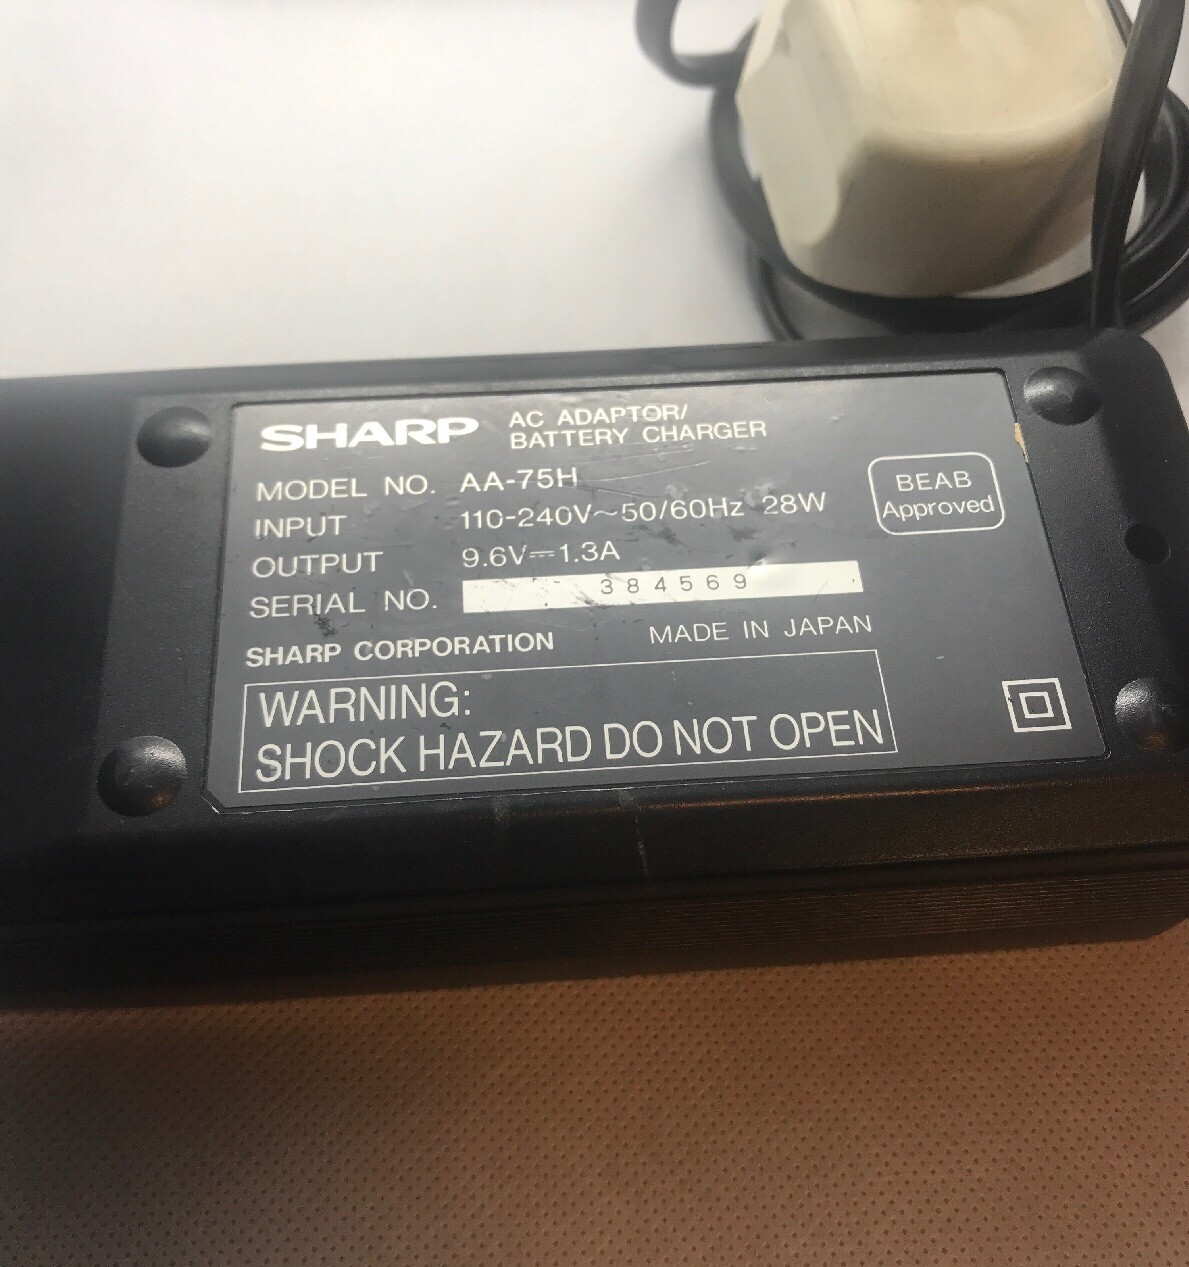 SHARP AC ADAPTOR/
BATTERY CHARGER
MODEL NO. AA-75H
INPUT 110-240V~50/60Hz 28W
OUTPUT 9.6V⎓1.3A
SERIAL NO. 384569
BEAB
Approved
SHARP CORPORATION MADE IN JAPAN
WARNING:
SHOCK HAZARD DO NOT OPEN